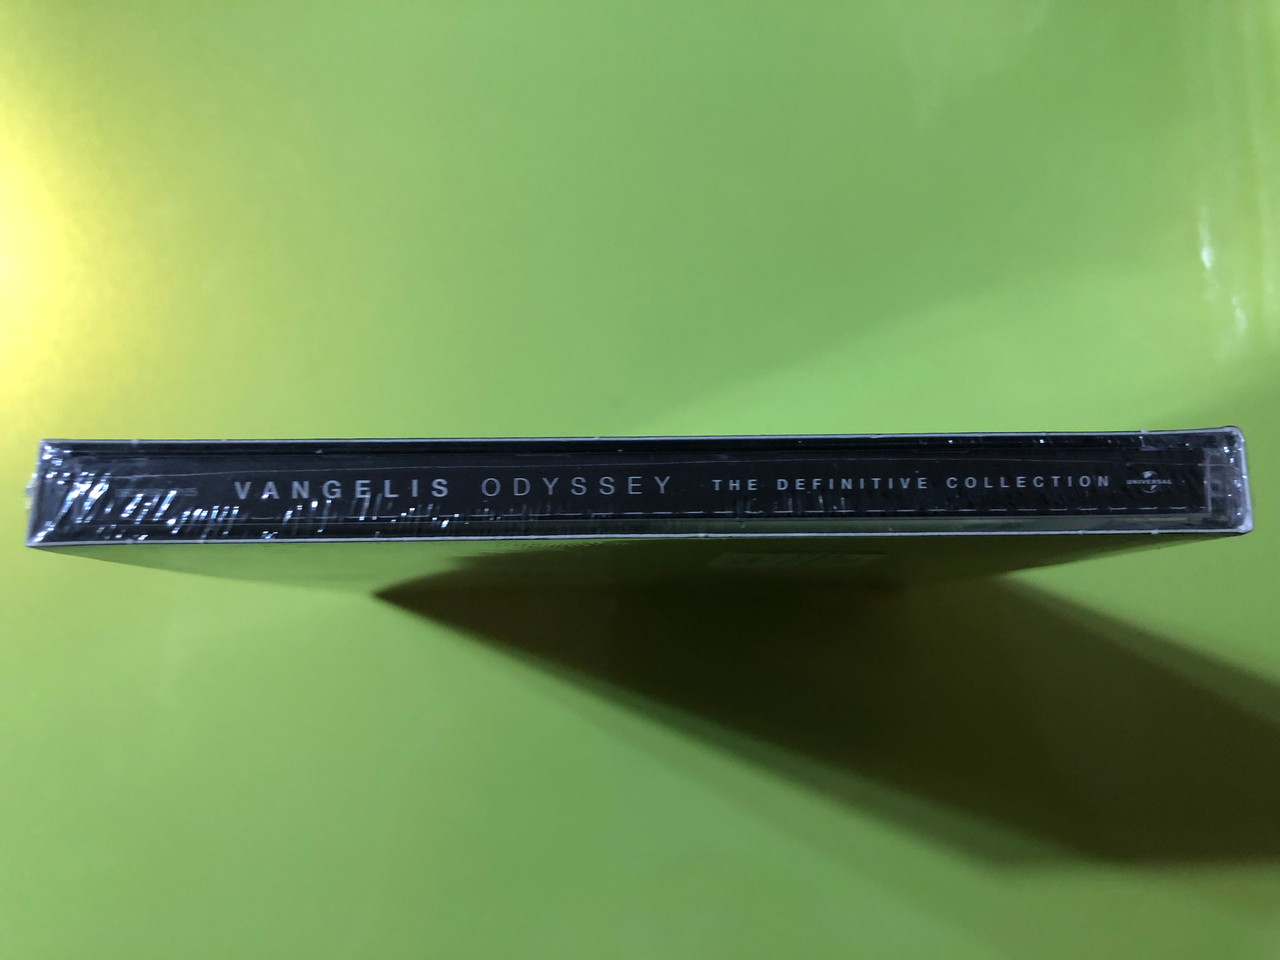 VANGELIS ODYSSEY THE DEFINITIVE COLLECTION UNIVERSAL